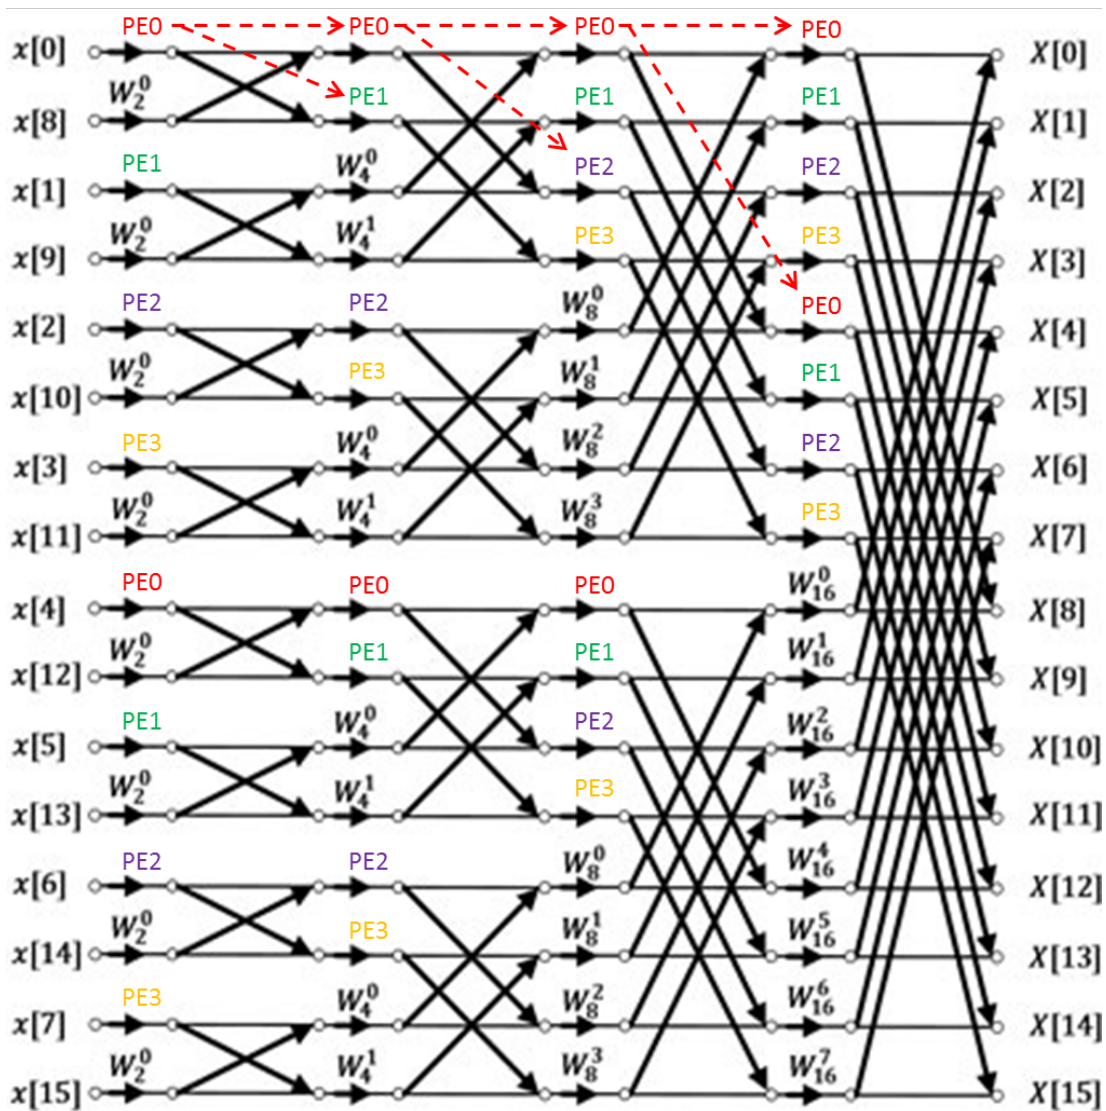 PE0 PE0 PE0 PE0
x[0] X[0]
W_2^0 PE1 PE1 PE1
x[8] X[1]
PE1 W_4^0 PE2 PE2
x[1] X[2]
W_2^0 W_4^1 PE3 PE3
x[9] X[3]
PE2 PE2 W_8^0 PE0
x[2] X[4]
W_2^0 PE3 W_8^1 PE1
x[10] X[5]
PE3 W_4^0 W_8^2 PE2
x[3] X[6]
W_2^0 W_4^1 W_8^3 PE3
x[11] X[7]
PE0 PE0 PE0 W_16^0
x[4] X[8]
W_2^0 PE1 PE1 W_16^1
x[12] X[9]
PE1 W_4^0 PE2 W_16^2
x[5] X[10]
W_2^0 W_4^1 PE3 W_16^3
x[13] X[11]
PE2 PE2 W_8^0 W_16^4
x[6] X[12]
W_2^0 PE3 W_8^1 W_16^5
x[14] X[13]
PE3 W_4^0 W_8^2 W_16^6
x[7] X[14]
W_2^0 W_4^1 W_8^3 W_16^7
x[15] X[15]